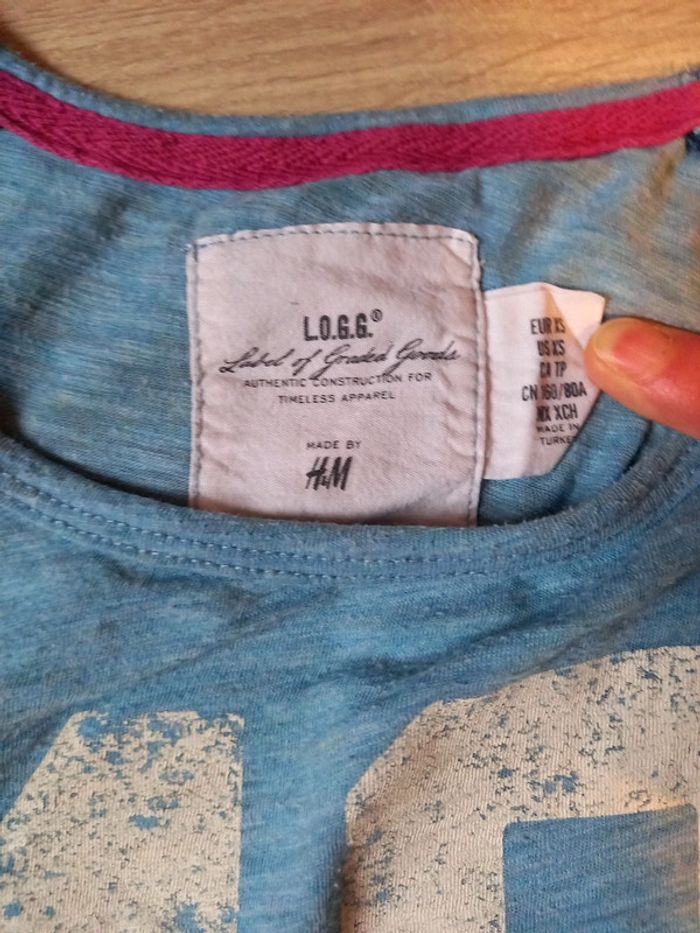 L.O.G.G.®
Label of Graded Goods
AUTHENTIC CONSTRUCTION FOR
TIMELESS APPAREL
MADE BY
H&M
EUR XS
US XS
CA TP
CN 160/80A
MX XCH
MADE IN
TURKEY